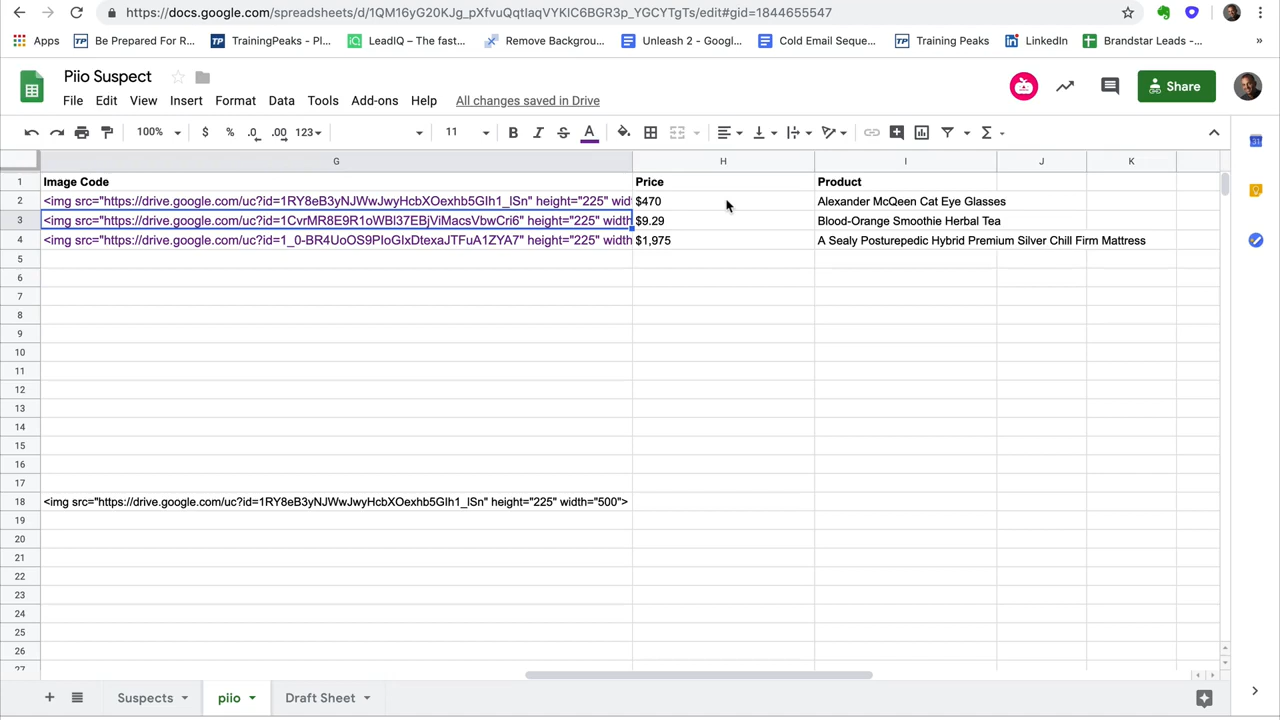 https://docs.google.com/spreadsheets/d/1QM16yG20KJg_pXfvuQqtIaqVYKIC6BGR3p_YGCYTgTs/edit#gid=1844655547
Apps Be Prepared For R... TrainingPeaks - Pl... LeadIQ – The fast... Remove Backgrou... Unleash 2 - Googl... Cold Email Seque... Training Peaks LinkedIn Brandstar Leads -... »
Piio Suspect
File Edit View Insert Format Data Tools Add-ons Help All changes saved in Drive
Share
100% $ % .0 .00 123 11 B I S A
G H I J K
1 Image Code Price Product
2 <img src="https://drive.google.com/uc?id=1RY8eB3yNJWwJwyHcbXOexhb5GIh1_lSn" height="225" wid $470 Alexander McQueen Cat Eye Glasses
3 <img src="https://drive.google.com/uc?id=1CvrMR8E9R1oWBl37EBjViMacsVbwCri6" height="225" width $9.29 Blood-Orange Smoothie Herbal Tea
4 <img src="https://drive.google.com/uc?id=1_0-BR4UoOS9PIoGIxDtexaJTFuA1ZYA7" height="225" width $1,975 A Sealy Posturepedic Hybrid Premium Silver Chill Firm Mattress
5
6
7
8
9
10
11
12
13
14
15
16
17
18 <img src="https://drive.google.com/uc?id=1RY8eB3yNJWwJwyHcbXOexhb5GIh1_lSn" height="225" width="500">
19
20
21
22
23
24
25
26
27
Suspects piio Draft Sheet